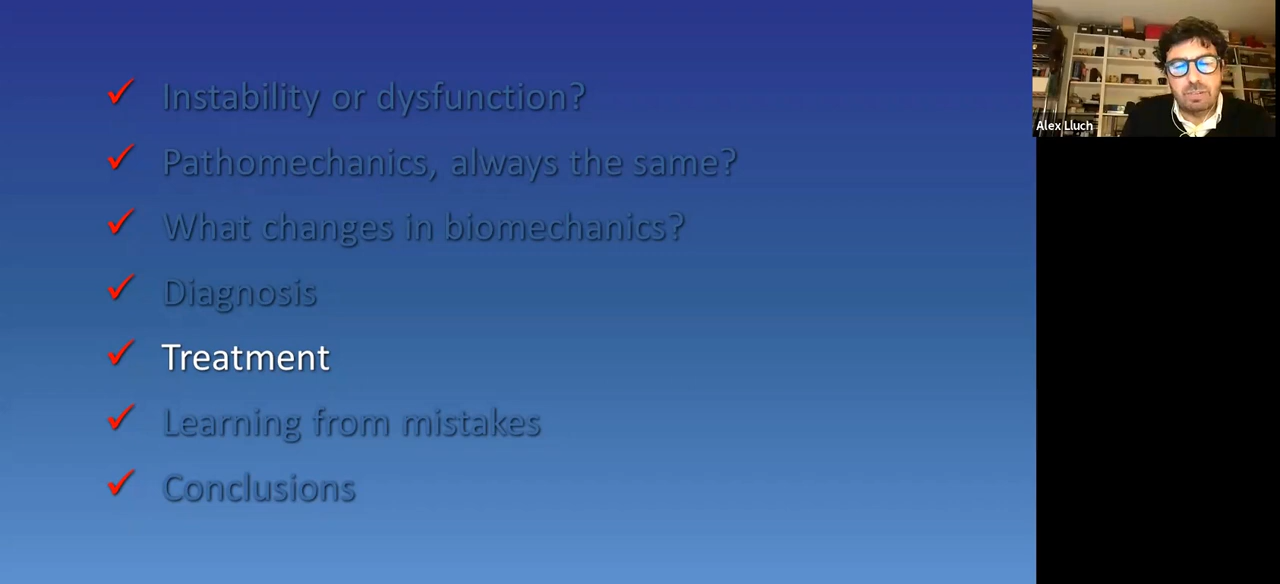 Instability or dysfunction?
Pathomechanics, always the same?
What changes in biomechanics?
Diagnosis
Treatment
Learning from mistakes
Conclusions
Alex Lluch